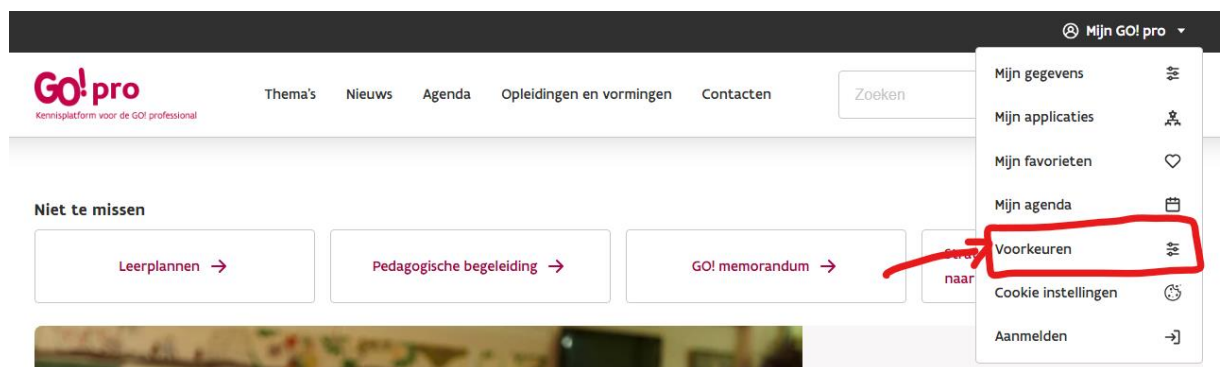 Mijn GO! pro
GO! pro
Kennisplatform voor de GO! professional
Thema's
Nieuws
Agenda
Opleidingen en vormingen
Contacten
Zoeken
Mijn gegevens
Mijn applicaties
Mijn favorieten
Mijn agenda
Voorkeuren
Cookie instellingen
Aanmelden
Niet te missen
Leerplannen →
Pedagogische begeleiding →
GO! memorandum →
naar